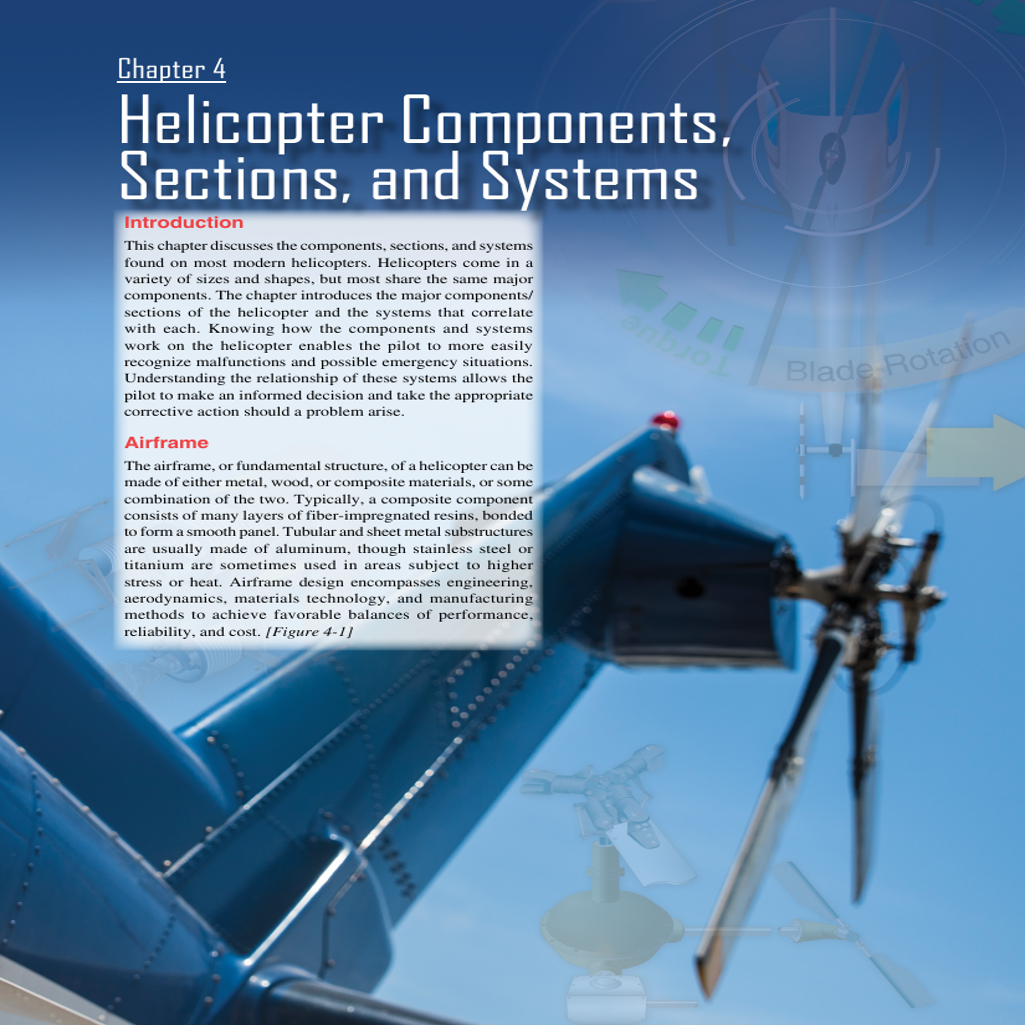 Chapter 4
Helicopter Components,
Sections, and Systems
Introduction
This chapter discusses the components, sections, and systems
found on most modern helicopters. Helicopters come in a
variety of sizes and shapes, but most share the same major
components. The chapter introduces the major components/
sections of the helicopter and the systems that correlate
with each. Knowing how the components and systems
work on the helicopter enables the pilot to more easily
recognize malfunctions and possible emergency situations.
Understanding the relationship of these systems allows the
pilot to make an informed decision and take the appropriate
corrective action should a problem arise.
Airframe
The airframe, or fundamental structure, of a helicopter can be
made of either metal, wood, or composite materials, or some
combination of the two. Typically, a composite component
consists of many layers of fiber-impregnated resins, bonded
to form a smooth panel. Tubular and sheet metal substructures
are usually made of aluminum, though stainless steel or
titanium are sometimes used in areas subject to higher
stress or heat. Airframe design encompasses engineering,
aerodynamics, materials technology, and manufacturing
methods to achieve favorable balances of performance,
reliability, and cost. [Figure 4-1]
Torque
Blade Rotation